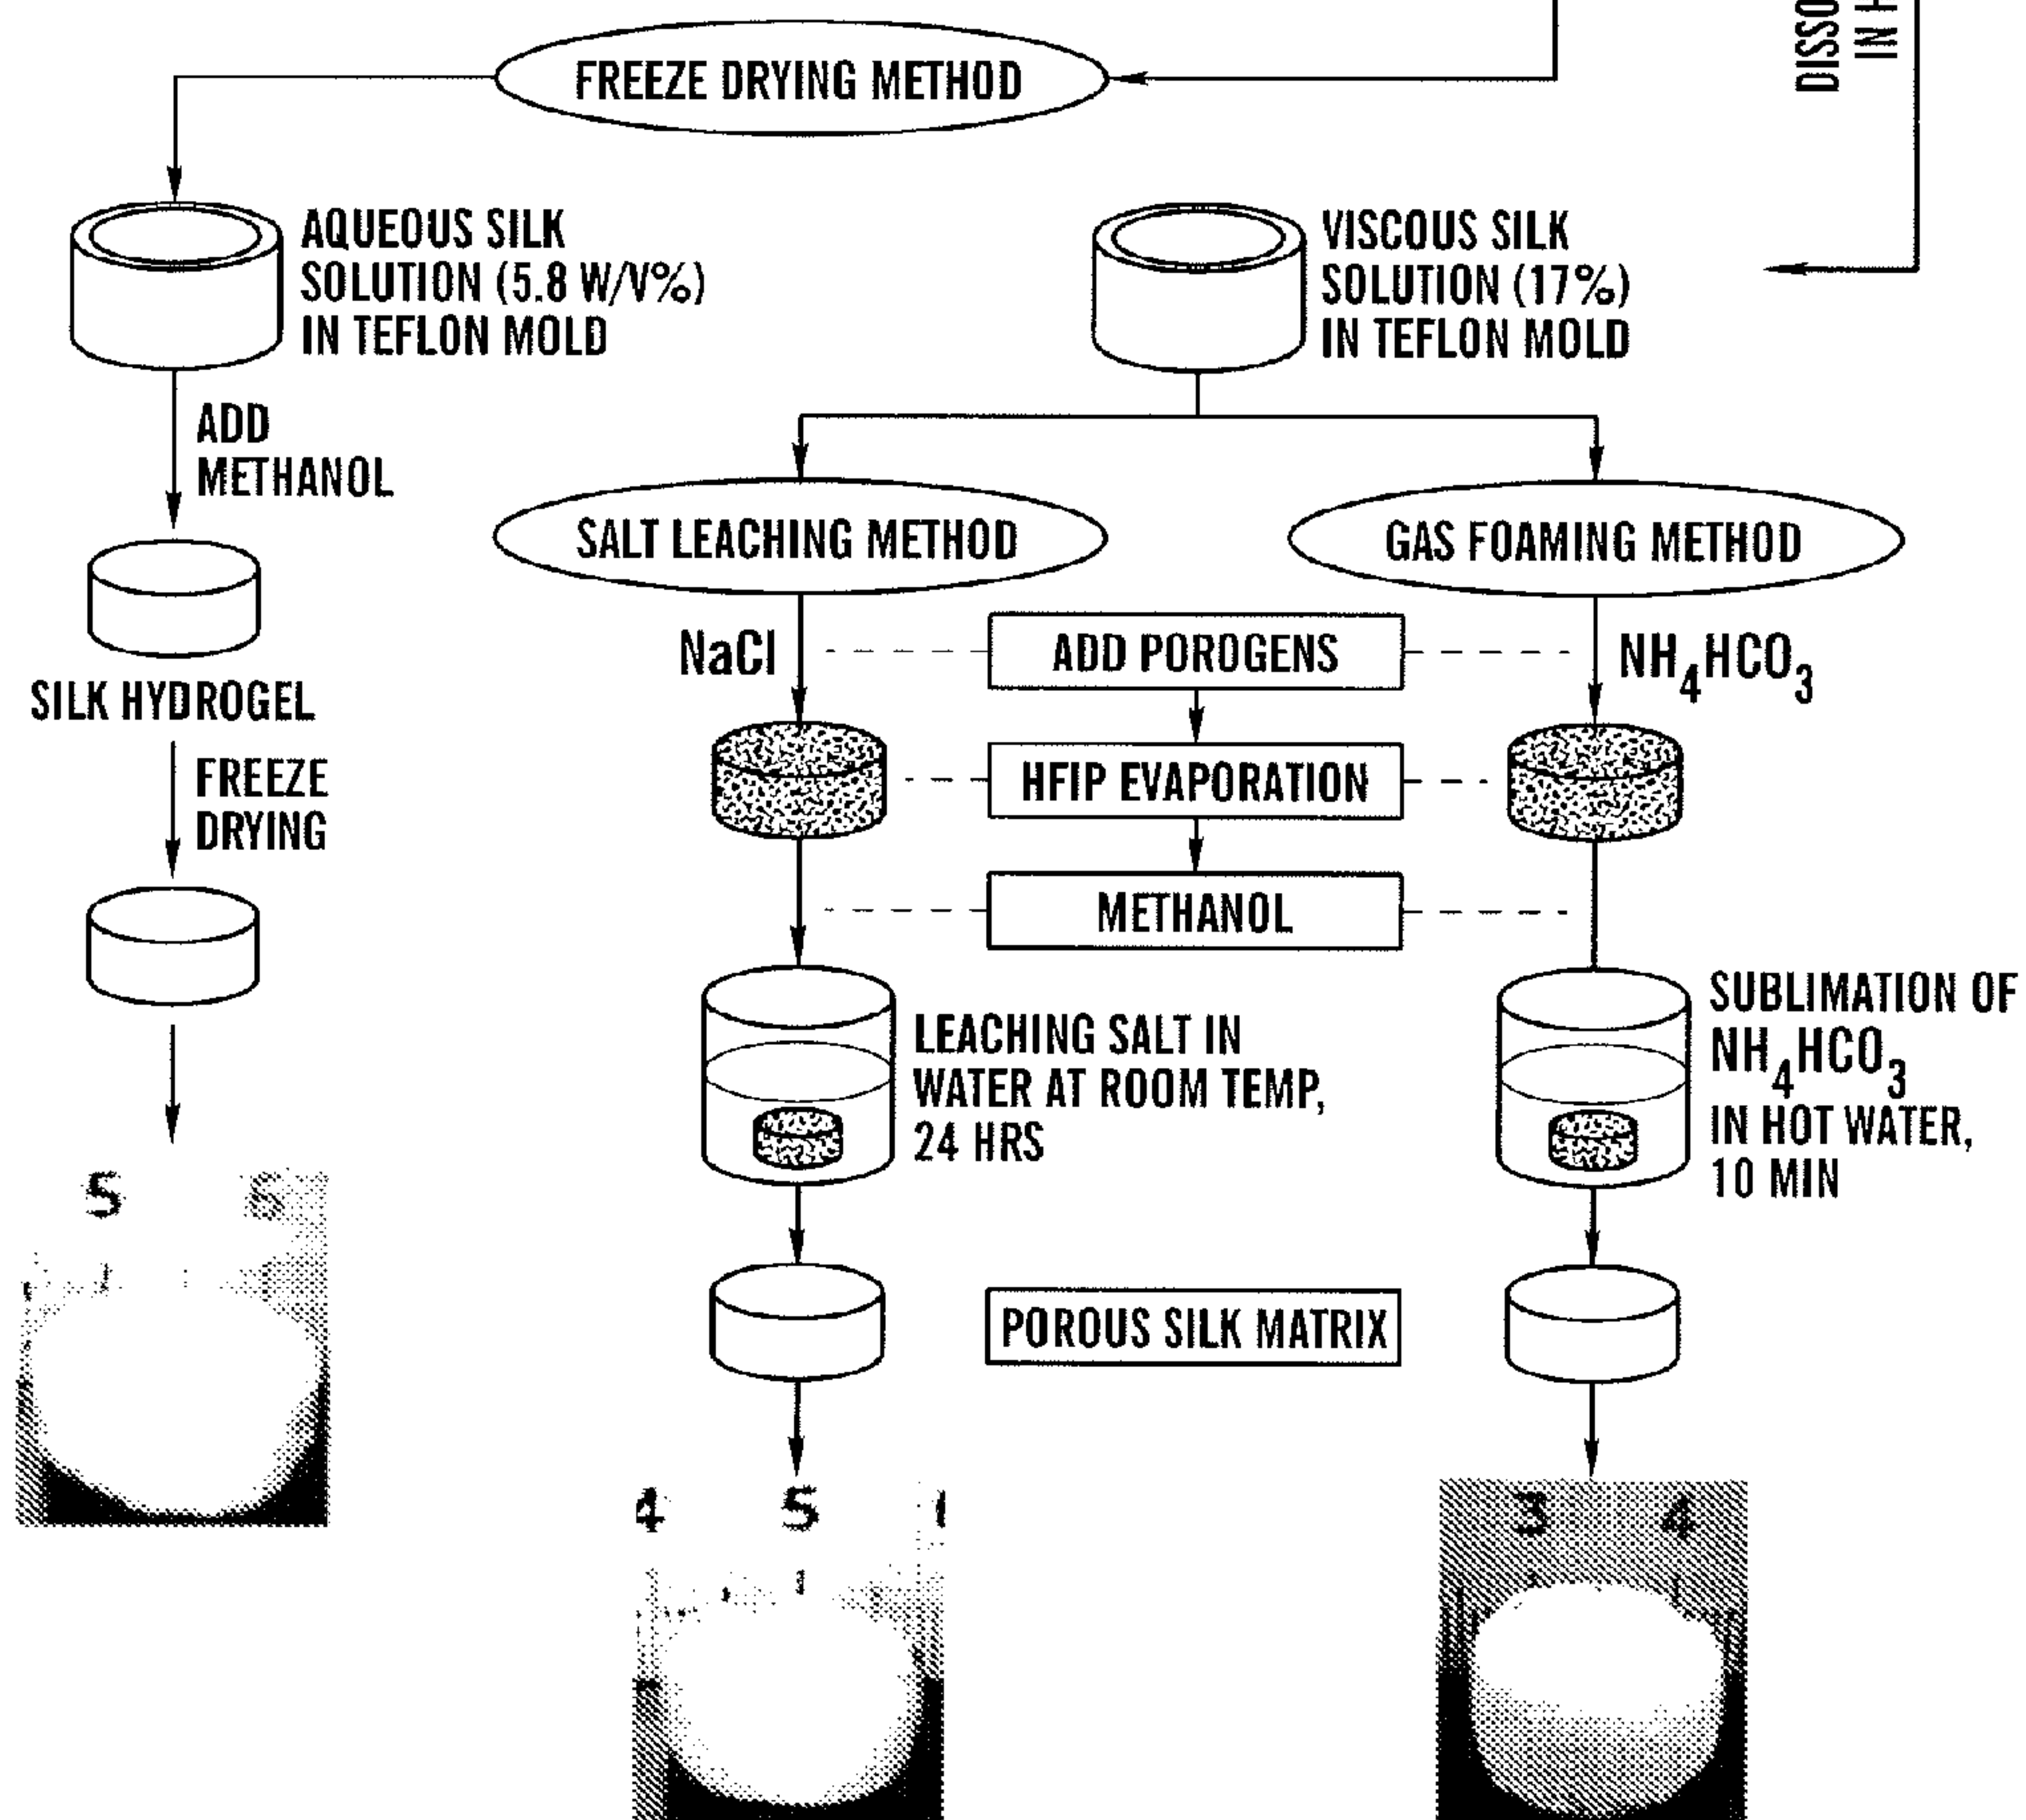 FREEZE DRYING METHOD
AQUEOUS SILK
SOLUTION (5.8 W/V%)
IN TEFLON MOLD
VISCOUS SILK
SOLUTION (17%)
IN TEFLON MOLD
ADD
METHANOL
SALT LEACHING METHOD
GAS FOAMING METHOD
NaCl
ADD POROGENS
NH4HCO3
SILK HYDROGEL
FREEZE
DRYING
HFIP EVAPORATION
METHANOL
LEACHING SALT IN
WATER AT ROOM TEMP,
24 HRS
SUBLIMATION OF
NH4HCO3
IN HOT WATER,
10 MIN
5 6
POROUS SILK MATRIX
4 5
3 4
IN